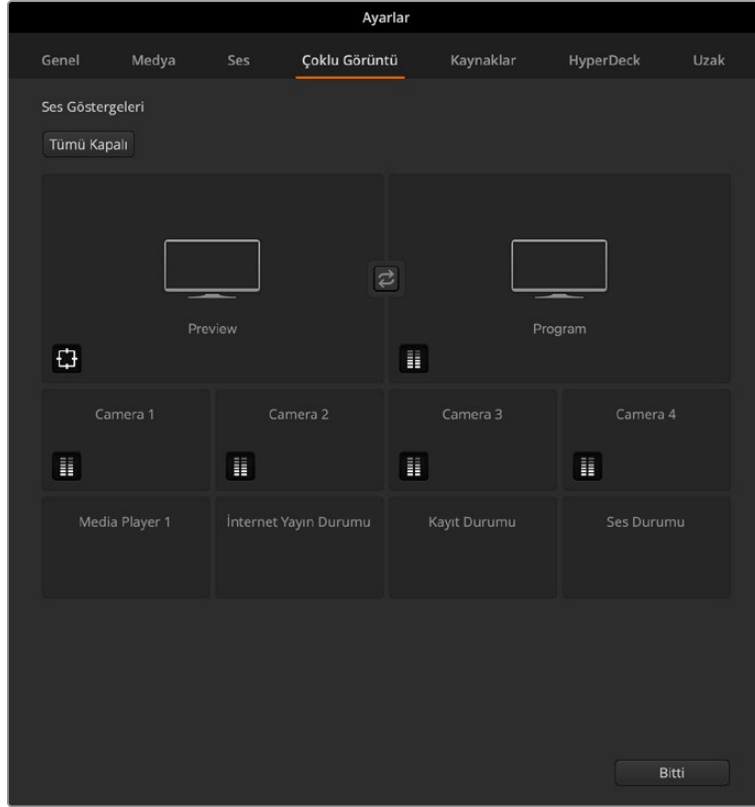 Ayarlar
Genel Medya Ses Çoklu Görüntü Kaynaklar HyperDeck Uzak
Ses Göstergeleri
Tümü Kapalı
Preview Program
Camera 1 Camera 2 Camera 3 Camera 4
Media Player 1 İnternet Yayın Durumu Kayıt Durumu Ses Durumu
Bitti